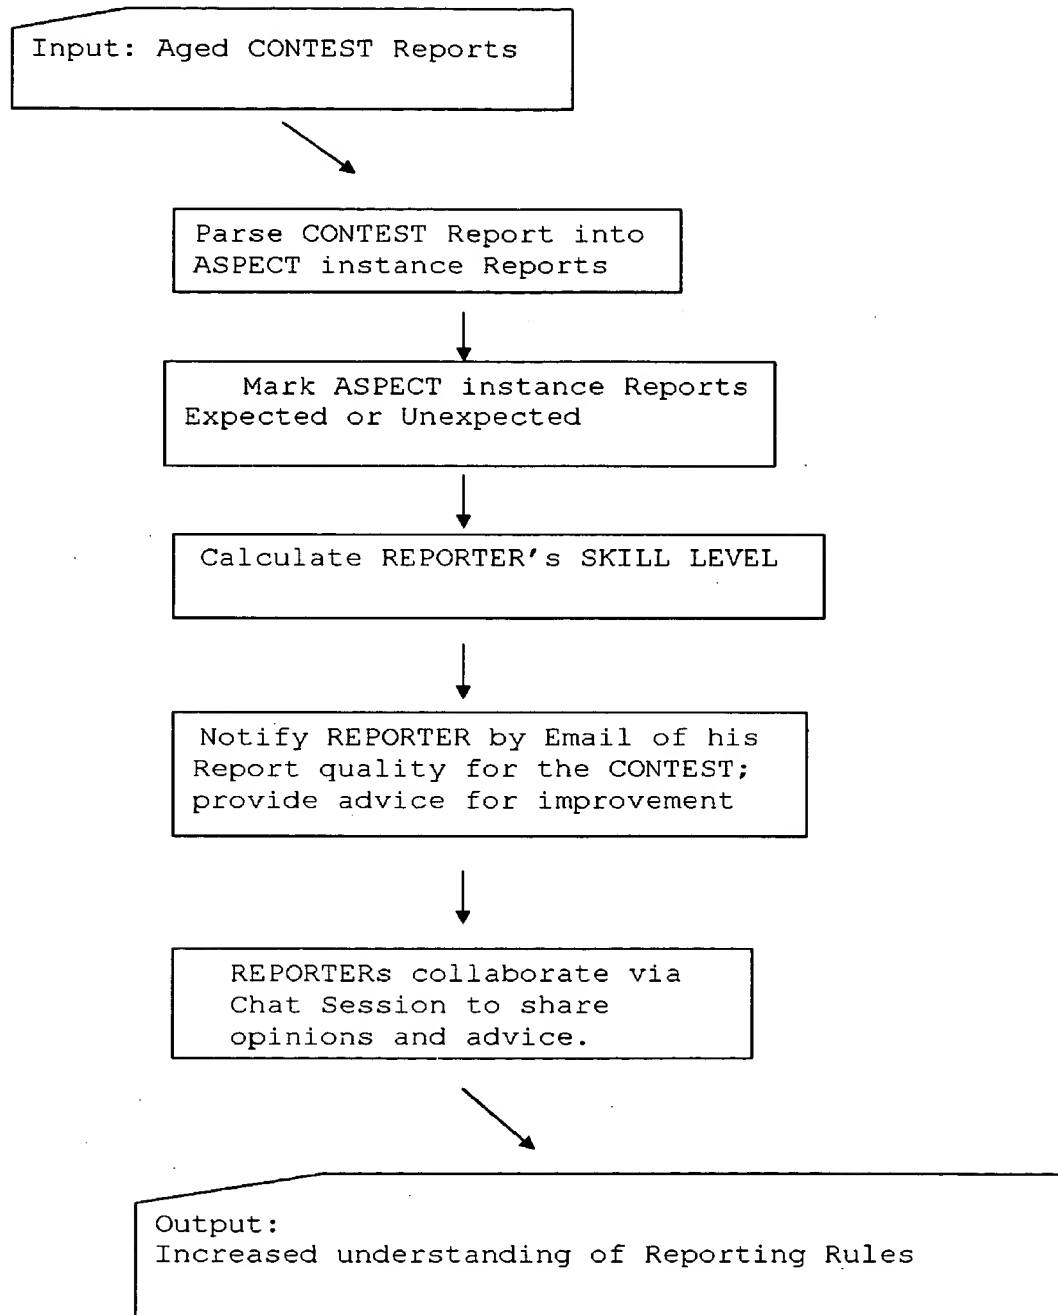 Input: Aged CONTEST Reports
Parse CONTEST Report into
ASPECT instance Reports
Mark ASPECT instance Reports
Expected or Unexpected
Calculate REPORTER's SKILL LEVEL
Notify REPORTER by Email of his
Report quality for the CONTEST;
provide advice for improvement
REPORTERs collaborate via
Chat Session to share
opinions and advice.
Output:
Increased understanding of Reporting Rules